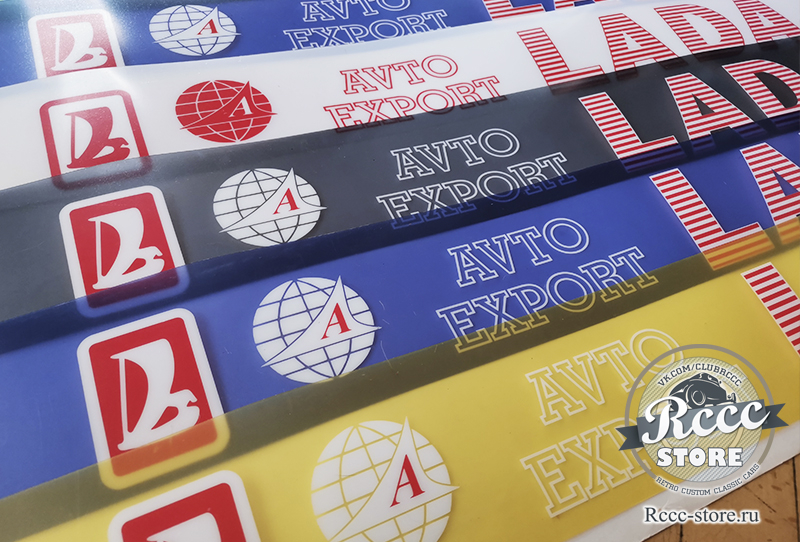 A
AVTO
EXPORT
LADA
A
AVTO
EXPORT
LADA
A
AVTO
EXPORT
LADA
A
AVTO
EXPORT
LA
A
AVTO
EXP
VK.COM/CLUBRCCC
Rccc
STORE
RETRO CUSTOM CLASSIC CARS
Rccc-store.ru